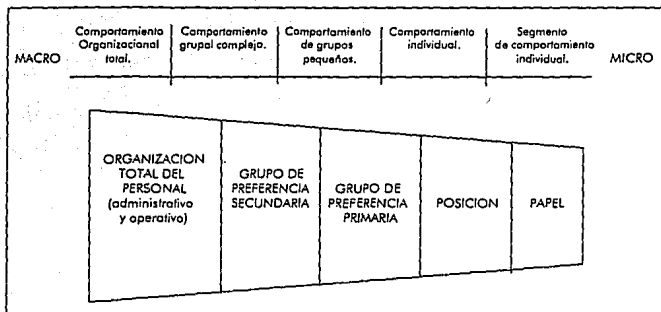 MACRO
Comportamiento
Organizacional
total.
Comportamiento
grupal complejo.
Comportamiento
de grupos
pequeños.
Comportamiento
individual.
Segmento
de comportamiento
individual.
MICRO
ORGANIZACION
TOTAL DEL
PERSONAL
(administrativo
y operativo)
GRUPO DE
PREFERENCIA
SECUNDARIA
GRUPO DE
PREFERENCIA
PRIMARIA
POSICION
PAPEL